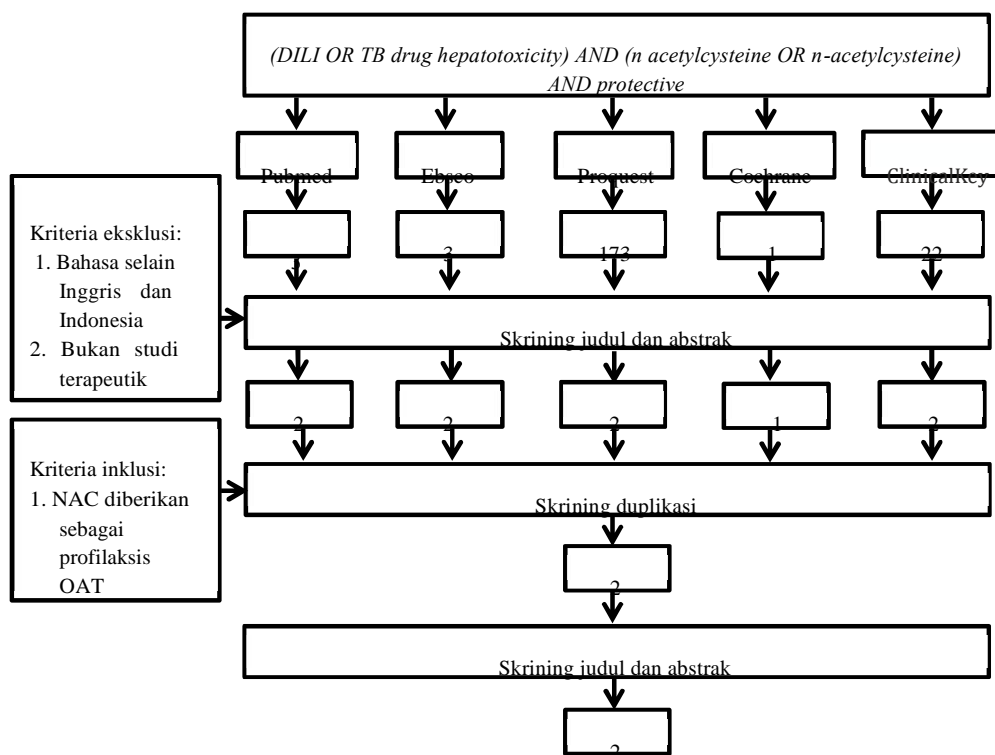 (DILI OR TB drug hepatotoxicity) AND (n acetylcysteine OR n-acetylcysteine)
AND protective
Pubmed Ebsco Proquest Cochrane ClinicalKey
3 173 1 22
Kriteria eksklusi:
1. Bahasa selain
Inggris dan
Indonesia
2. Bukan studi
terapeutik
Skrining judul dan abstrak
2 2 2 1 2
Kriteria inklusi:
1. NAC diberikan
sebagai
profilaksis
OAT
Skrining duplikasi
2
Skrining judul dan abstrak
2